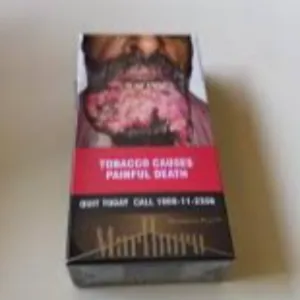 TOBACCO CAUSES
PAINFUL DEATH
QUIT TODAY CALL 1800-11-2356
Marlboro